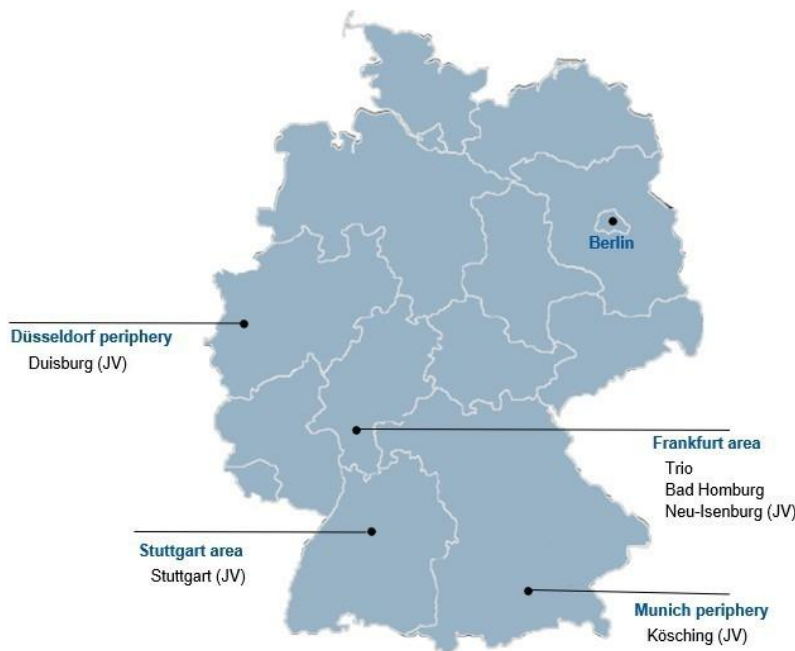 Berlin
Düsseldorf periphery
Duisburg (JV)
Frankfurt area
Trio
Bad Homburg
Neu-Isenburg (JV)
Stuttgart area
Stuttgart (JV)
Munich periphery
Kösching (JV)